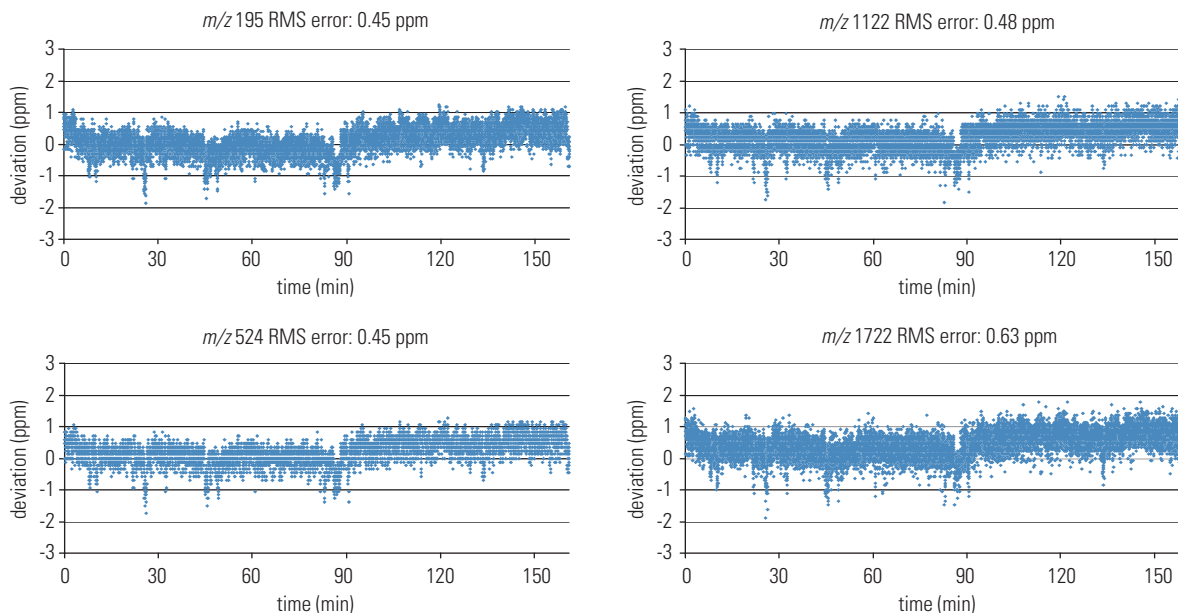 m/z 195 RMS error: 0.45 ppm
3
2
1
0
-1
-2
-3
deviation (ppm)
0 30 60 90 120 150
time (min)
m/z 1122 RMS error: 0.48 ppm
3
2
1
0
-1
-2
-3
deviation (ppm)
0 30 60 90 120 150
time (min)
m/z 524 RMS error: 0.45 ppm
3
2
1
0
-1
-2
-3
deviation (ppm)
0 30 60 90 120 150
time (min)
m/z 1722 RMS error: 0.63 ppm
3
2
1
0
-1
-2
-3
deviation (ppm)
0 30 60 90 120 150
time (min)